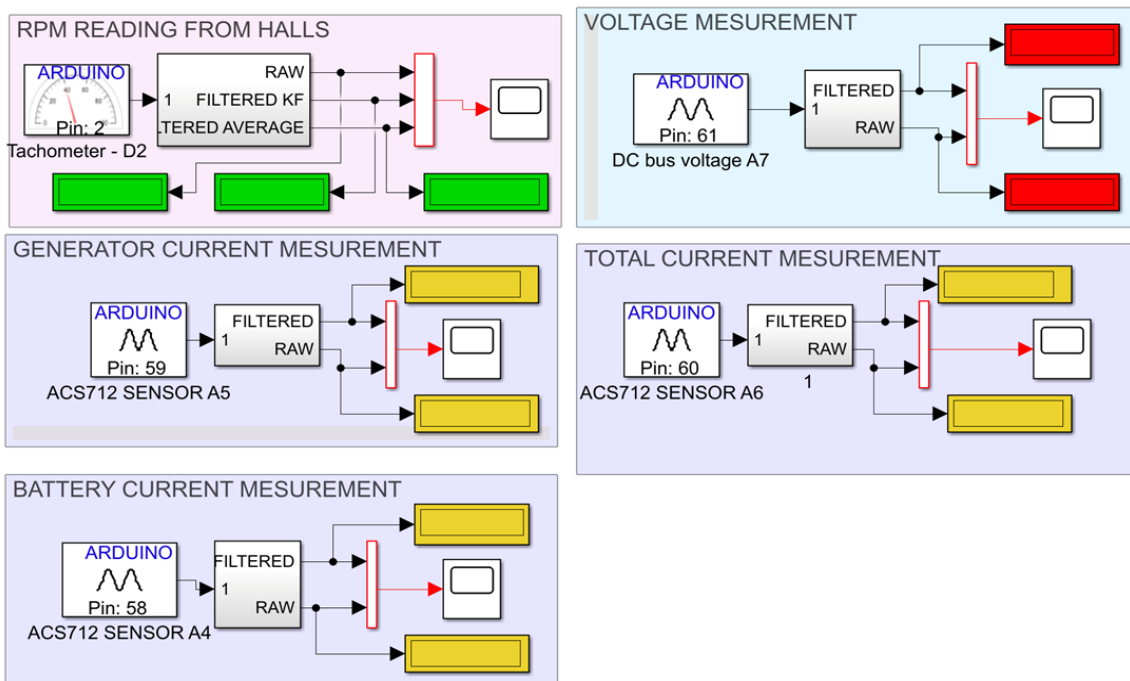 RPM READING FROM HALLS
ARDUINO
Pin: 2
Tachometer - D2
1
RAW
FILTERED KF
LTERED AVERAGE
VOLTAGE MESUREMENT
ARDUINO
Pin: 61
DC bus voltage A7
FILTERED
1
RAW
GENERATOR CURRENT MESUREMENT
ARDUINO
Pin: 59
ACS712 SENSOR A5
FILTERED
1
RAW
TOTAL CURRENT MESUREMENT
ARDUINO
Pin: 60
ACS712 SENSOR A6
FILTERED
1
RAW
1
BATTERY CURRENT MESUREMENT
ARDUINO
Pin: 58
ACS712 SENSOR A4
FILTERED
1
RAW